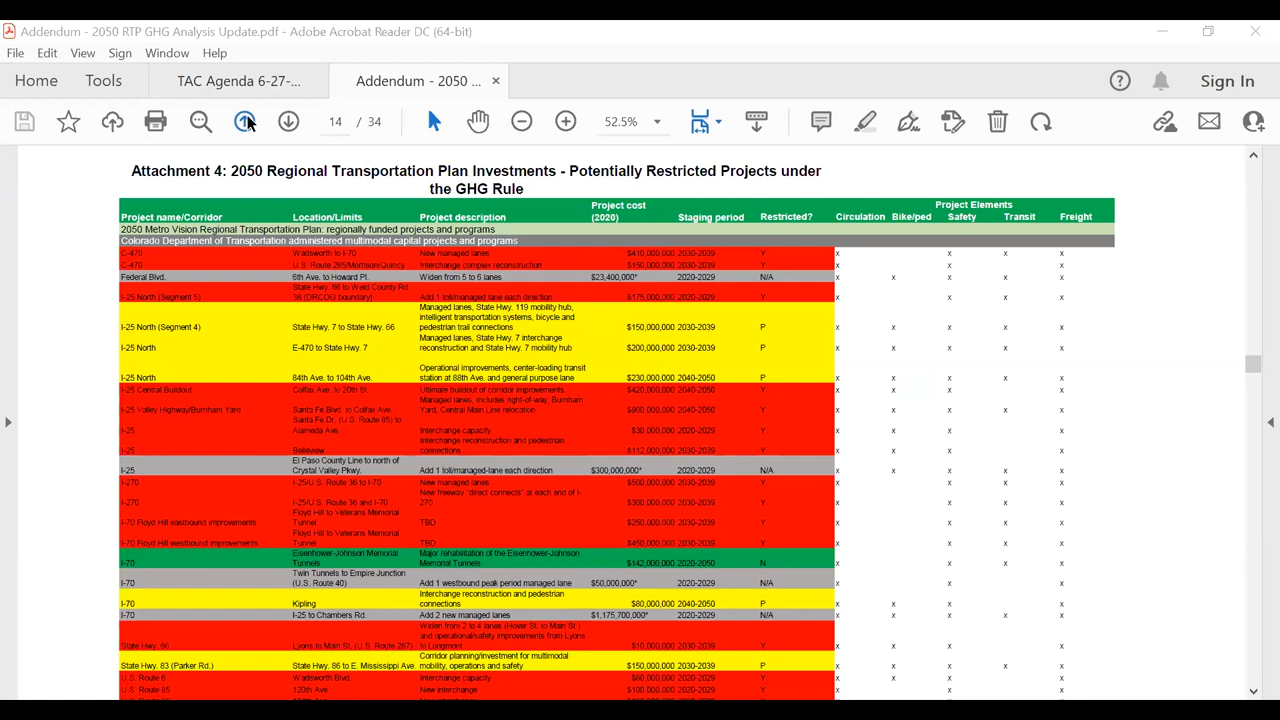 Addendum - 2050 RTP GHG Analysis Update.pdf - Adobe Acrobat Reader DC (64-bit)
File Edit View Sign Window Help
Home Tools TAC Agenda 6-27-... Addendum - 2050 ... × Sign In
14 / 34 52.5%
Attachment 4: 2050 Regional Transportation Plan Investments - Potentially Restricted Projects under
the GHG Rule
Project name/Corridor Location/Limits Project description Project cost (2020) Staging period Restricted? Project Elements Circulation Bike/ped Safety Transit Freight
2050 Metro Vision Regional Transportation Plan: regionally funded projects and programs
Colorado Department of Transportation administered multimodal capital projects and programs
C-470 Wadsworth to I-70 New managed lanes $410,000,000 2030-2039 Y x x x x
C-470 U.S. Route 285/Morrison/Quincy Interchange complex reconstruction $150,000,000 2030-2039 Y x x x
Federal Blvd. 6th Ave. to Howard Pl. Widen from 5 to 6 lanes $23,400,000* 2020-2029 N/A x x x x x
I-25 North (Segment 5) State Hwy. 66 to Weld County Rd. 38 (DRCOG boundary) Add 1 toll/managed lane each direction $175,000,000 2020-2029 Y x x x x
I-25 North (Segment 4) State Hwy. 7 to State Hwy. 66 Managed lanes, State Hwy. 119 mobility hub, intelligent transportation systems, bicycle and pedestrian trail connections $150,000,000 2030-2039 P x x x x x
I-25 North E-470 to State Hwy. 7 Managed lanes, State Hwy. 7 interchange reconstruction and State Hwy. 7 mobility hub $200,000,000 2030-2039 P x x x x x
I-25 North 84th Ave. to 104th Ave. Operational improvements, center-loading transit station at 88th Ave. and general purpose lane $230,000,000 2040-2050 P x x x x x
I-25 Central Buildout Colfax Ave. to 20th St. Ultimate buildout of corridor improvements $420,000,000 2040-2050 Y x x x x
I-25 Valley Highway/Burnham Yard Santa Fe Blvd. to Colfax Ave. Managed lanes, includes right-of-way, Burnham Yard, Central Main Line relocation $900,000,000 2040-2050 Y x x x x x
I-25 Santa Fe Dr. (U.S. Route 85) to Alameda Ave. Interchange capacity $30,000,000 2020-2029 Y x x x x
I-25 Belleview Interchange reconstruction and pedestrian connections $112,000,000 2020-2029 Y x x x x
I-25 El Paso County Line to north of Crystal Valley Pkwy. Add 1 toll/managed-lane each direction $300,000,000* 2020-2029 N/A x x x x x
I-270 I-25/U.S. Route 36 to I-70 New managed lanes $500,000,000 2020-2029 Y x x x x x
I-270 I-25/U.S. Route 36 and I-70 New freeway "direct connects" at each end of I-270 $300,000,000 2030-2039 Y x x x x
I-70 Floyd Hill eastbound improvements Floyd Hill to Veterans Memorial Tunnel TBD $250,000,000 2030-2039 Y x x x x x
I-70 Floyd Hill westbound improvements Floyd Hill to Veterans Memorial Tunnel TBD $450,000,000 2030-2039 Y x x x x x
I-70 Eisenhower-Johnson Memorial Tunnels Major rehabilitation of the Eisenhower-Johnson Memorial Tunnels $142,000,000 2020-2050 N x x x
I-70 Twin Tunnels to Empire Junction (U.S. Route 40) Add 1 westbound peak period managed lane $50,000,000* 2020-2029 N/A x x x x
I-70 Kipling Interchange reconstruction and pedestrian connections $80,000,000 2040-2050 P x x x x
I-70 I-25 to Chambers Rd. Add 2 new managed lanes $1,175,700,000* 2020-2029 N/A x x x x x
State Hwy. 66 Lyons to Main St. (U.S. Route 287) Widen from 2 to 4 lanes (Hover St. to Main St.) and operational/safety improvements from Lyons to Longmont $10,000,000 2030-2039 Y x x x x
State Hwy. 83 (Parker Rd.) State Hwy. 86 to E. Mississippi Ave. Corridor planning/investment for multimodal mobility, operations and safety $150,000,000 2030-2039 P x x x x x
U.S. Route 6 Wadsworth Blvd. Interchange capacity $80,000,000 2030-2039 Y x x x x
U.S. Route 85 120th Ave. New interchange $100,000,000 2020-2029 Y x x x